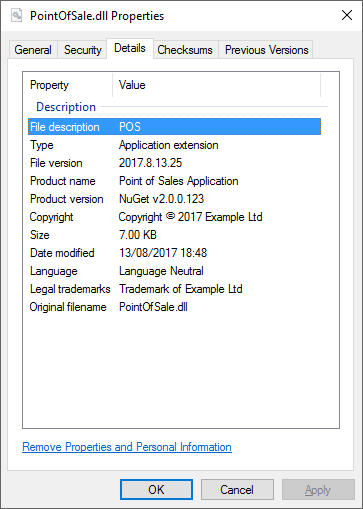 PointOfSale.dll Properties
General Security Details Checksums Previous Versions
Property Value
Description
File description POS
Type Application extension
File version 2017.8.13.25
Product name Point of Sales Application
Product version NuGet v2.0.0.123
Copyright Copyright © 2017 Example Ltd
Size 7.00 KB
Date modified 13/08/2017 18:48
Language Language Neutral
Legal trademarks Trademark of Example Ltd
Original filename PointOfSale.dll
Remove Properties and Personal Information
OK Cancel Apply